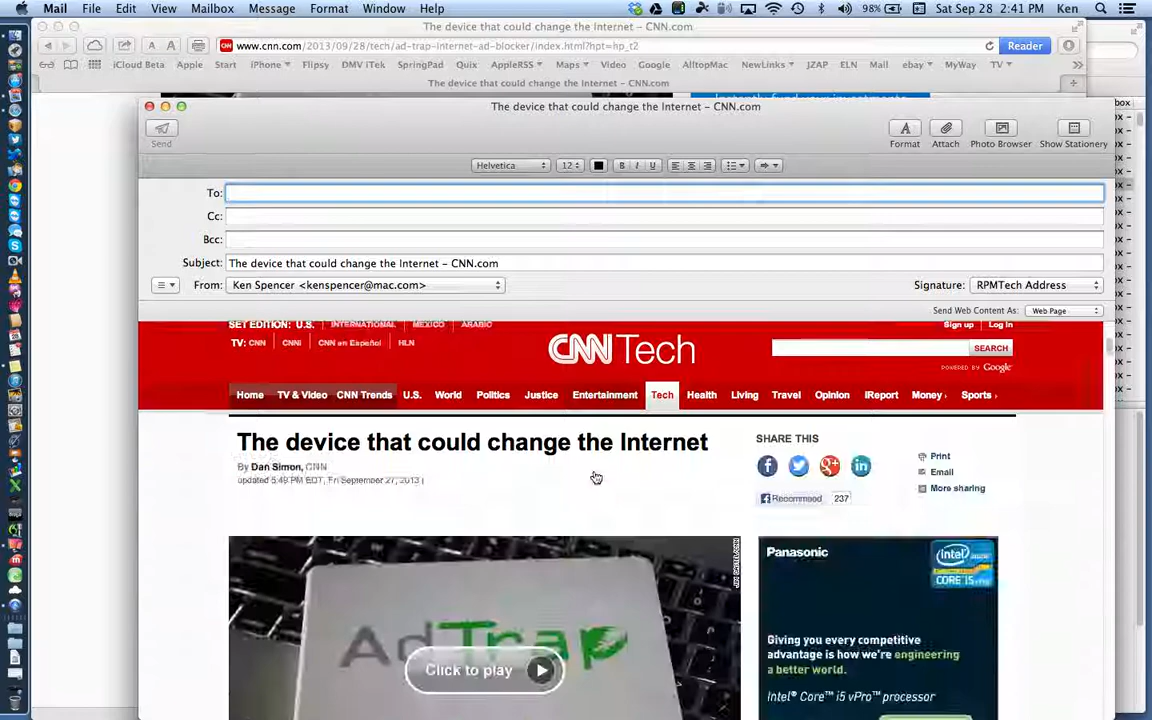 Mail File Edit View Mailbox Message Format Window Help 98% Sat Sep 28 2:41 PM Ken
The device that could change the Internet – CNN.com
www.cnn.com/2013/09/28/tech/ad-trap-internet-ad-blocker/index.html?hpt=hp_t2 Reader
iCloud Beta Apple Start iPhone Flipsy DMV iTek SpringPad Quix AppleRSS Maps Video Google AlltopMac NewLinks JZAP ELN Mail ebay MyWay TV
The device that could change the Internet – CNN.com
The device that could change the Internet – CNN.com
Send Format Attach Photo Browser Show Stationery
Helvetica 12 B I U
To:
Cc:
Bcc:
Subject: The device that could change the Internet – CNN.com
From: Ken Spencer <kenspencer@mac.com> Signature: RPMTech Address
Send Web Content As: Web Page
SET EDITION: U.S. INTERNATIONAL MÉXICO ARABIC Sign up Log In
TV: CNN CNNi CNN en Español HLN
CNN Tech SEARCH
POWERED BY Google
Home TV & Video CNN Trends U.S. World Politics Justice Entertainment Tech Health Living Travel Opinion iReport Money Sports
The device that could change the Internet
By Dan Simon, CNN
updated 5:49 PM EDT, Fri September 27, 2013
SHARE THIS
Print
Email
More sharing
Recommend 237
AdTrap
Click to play
Panasonic
intel
CORE i5
vPro
Giving you every competitive
advantage is how we're engineering
a better world.
Intel® Core™ i5 vPro™ processor